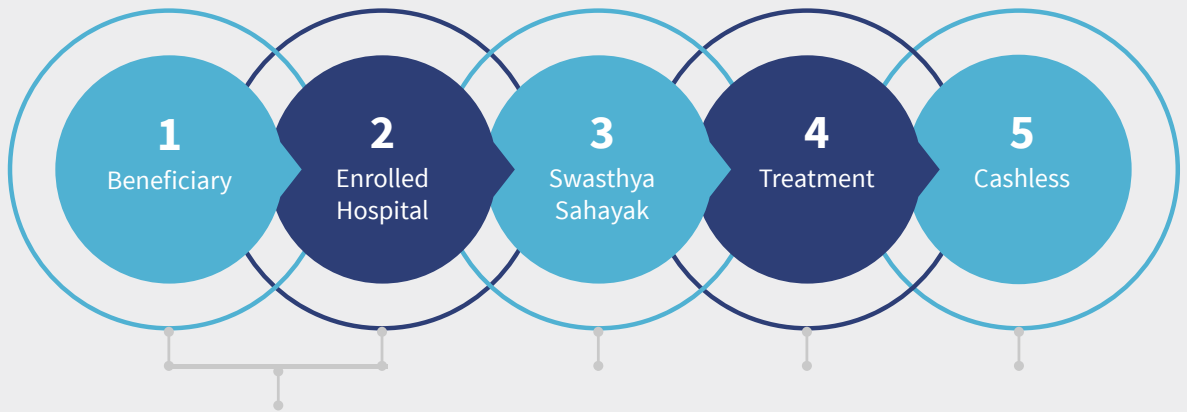 1
Beneficiary
2
Enrolled
Hospital
3
Swasthya
Sahayak
4
Treatment
5
Cashless